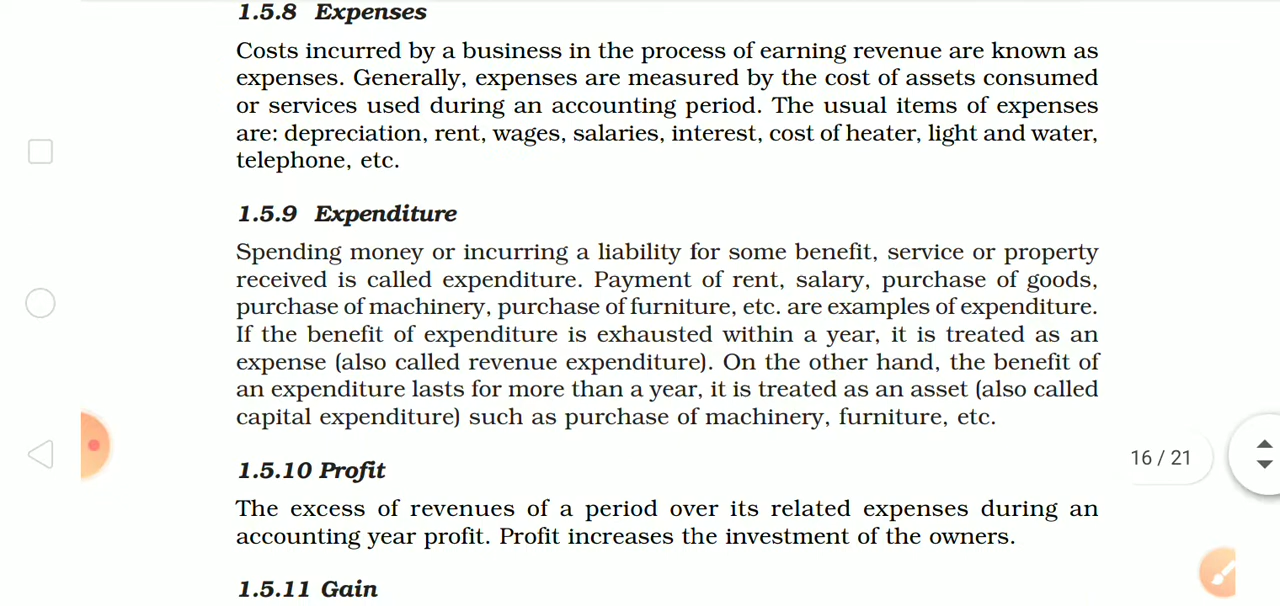 1.5.8 Expenses
Costs incurred by a business in the process of earning revenue are known as
expenses. Generally, expenses are measured by the cost of assets consumed
or services used during an accounting period. The usual items of expenses
are: depreciation, rent, wages, salaries, interest, cost of heater, light and water,
telephone, etc.
1.5.9 Expenditure
Spending money or incurring a liability for some benefit, service or property
received is called expenditure. Payment of rent, salary, purchase of goods,
purchase of machinery, purchase of furniture, etc. are examples of expenditure.
If the benefit of expenditure is exhausted within a year, it is treated as an
expense (also called revenue expenditure). On the other hand, the benefit of
an expenditure lasts for more than a year, it is treated as an asset (also called
capital expenditure) such as purchase of machinery, furniture, etc.
16 / 21
1.5.10 Profit
The excess of revenues of a period over its related expenses during an
accounting year profit. Profit increases the investment of the owners.
1.5.11 Gain